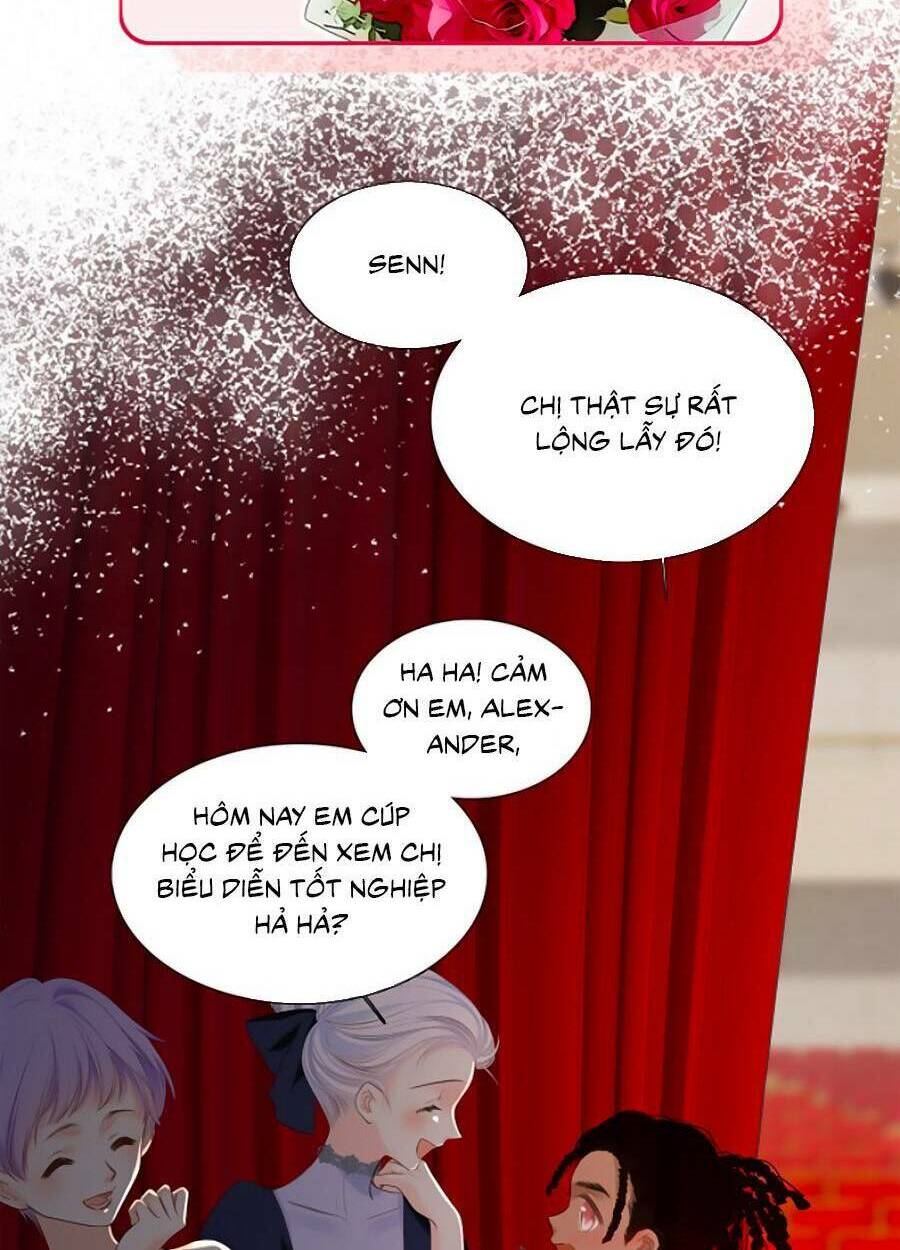 SENN!
CHỊ THẬT SỰ RẤT
LỘNG LẪY ĐÓ!
HA HA! CẢM
ƠN EM, ALEX-
ANDER,
HÔM NAY EM CÚP
HỌC ĐỂ ĐẾN XEM CHỊ
BIỂU DIỄN TỐT NGHIỆP
HẢ HẢ?